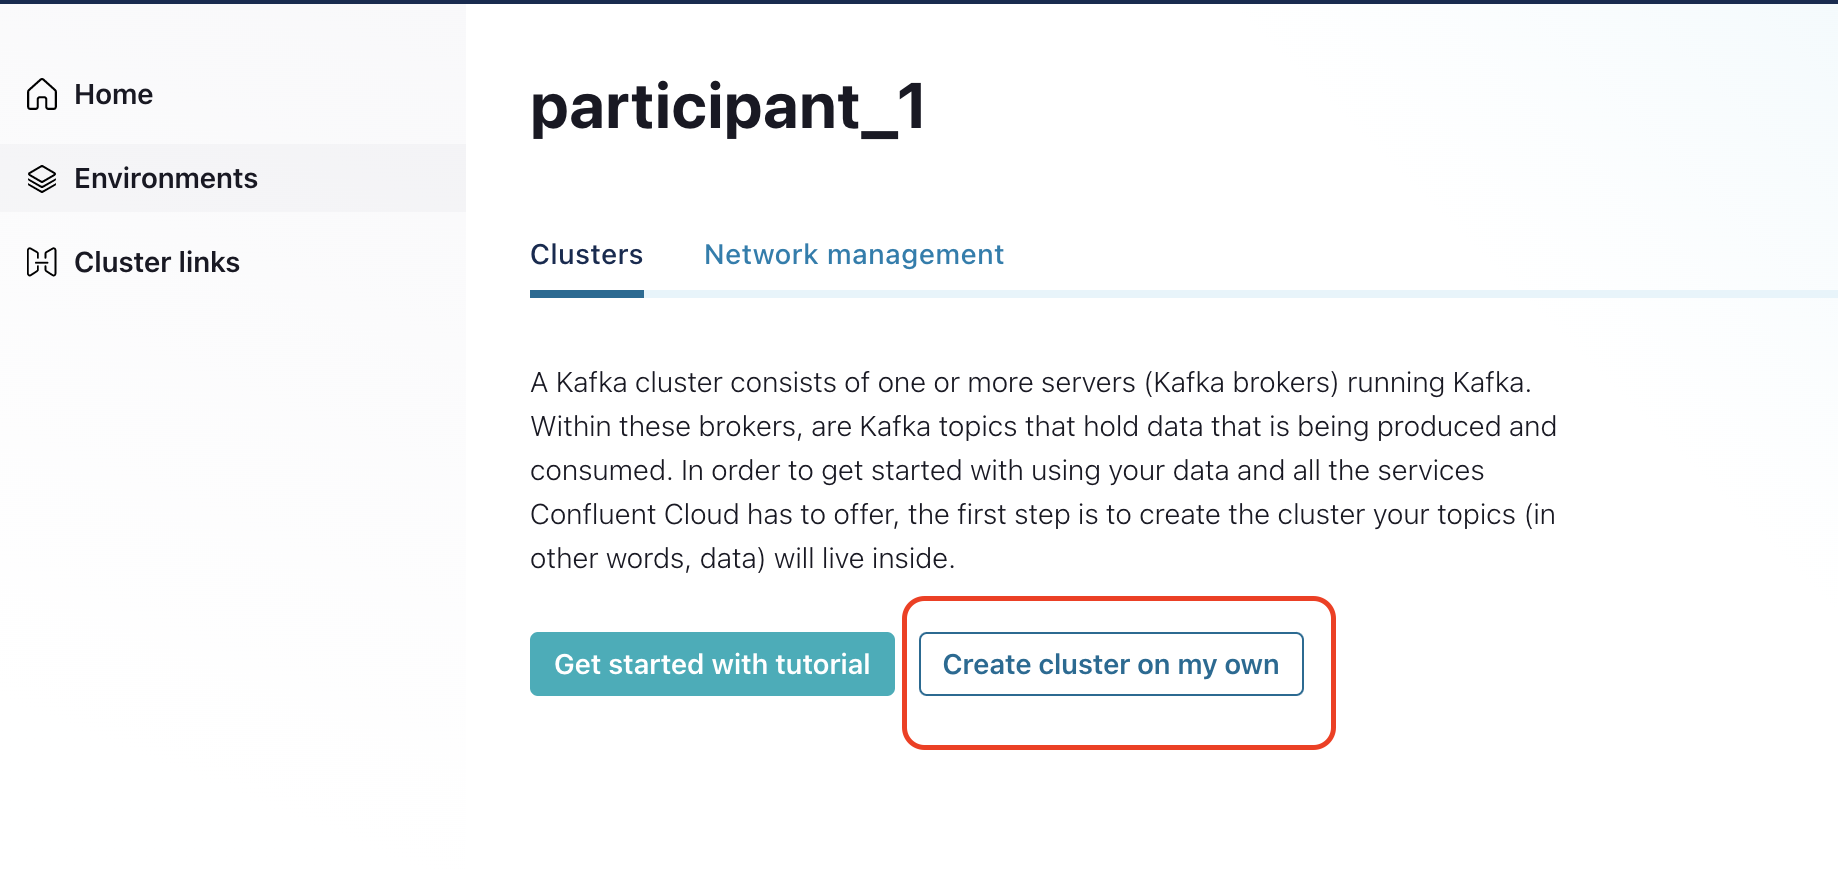 Home
Environments
Cluster links
participant_1
Clusters
Network management
A Kafka cluster consists of one or more servers (Kafka brokers) running Kafka.
Within these brokers, are Kafka topics that hold data that is being produced and
consumed. In order to get started with using your data and all the services
Confluent Cloud has to offer, the first step is to create the cluster your topics (in
other words, data) will live inside.
Get started with tutorial
Create cluster on my own